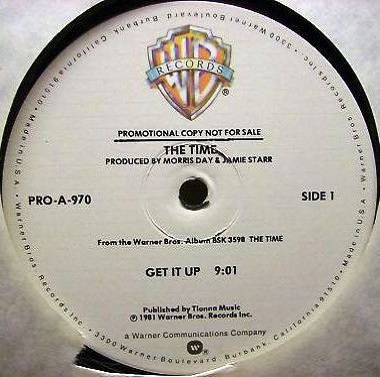 WB
RECORDS
®
PROMOTIONAL COPY NOT FOR SALE
THE TIME
PRODUCED BY MORRIS DAY & JAMIE STARR
PRO-A-970
SIDE 1
From the Warner Bros. Album BSK 3598 THE TIME
GET IT UP 9:01
Published by Tionna Music
℗ 1981 Warner Bros. Records Inc.
a Warner Communications Company
Warner Bros. Records Inc. • 3300 Warner Boulevard, Burbank, California 91510 • Made in U.S.A. •